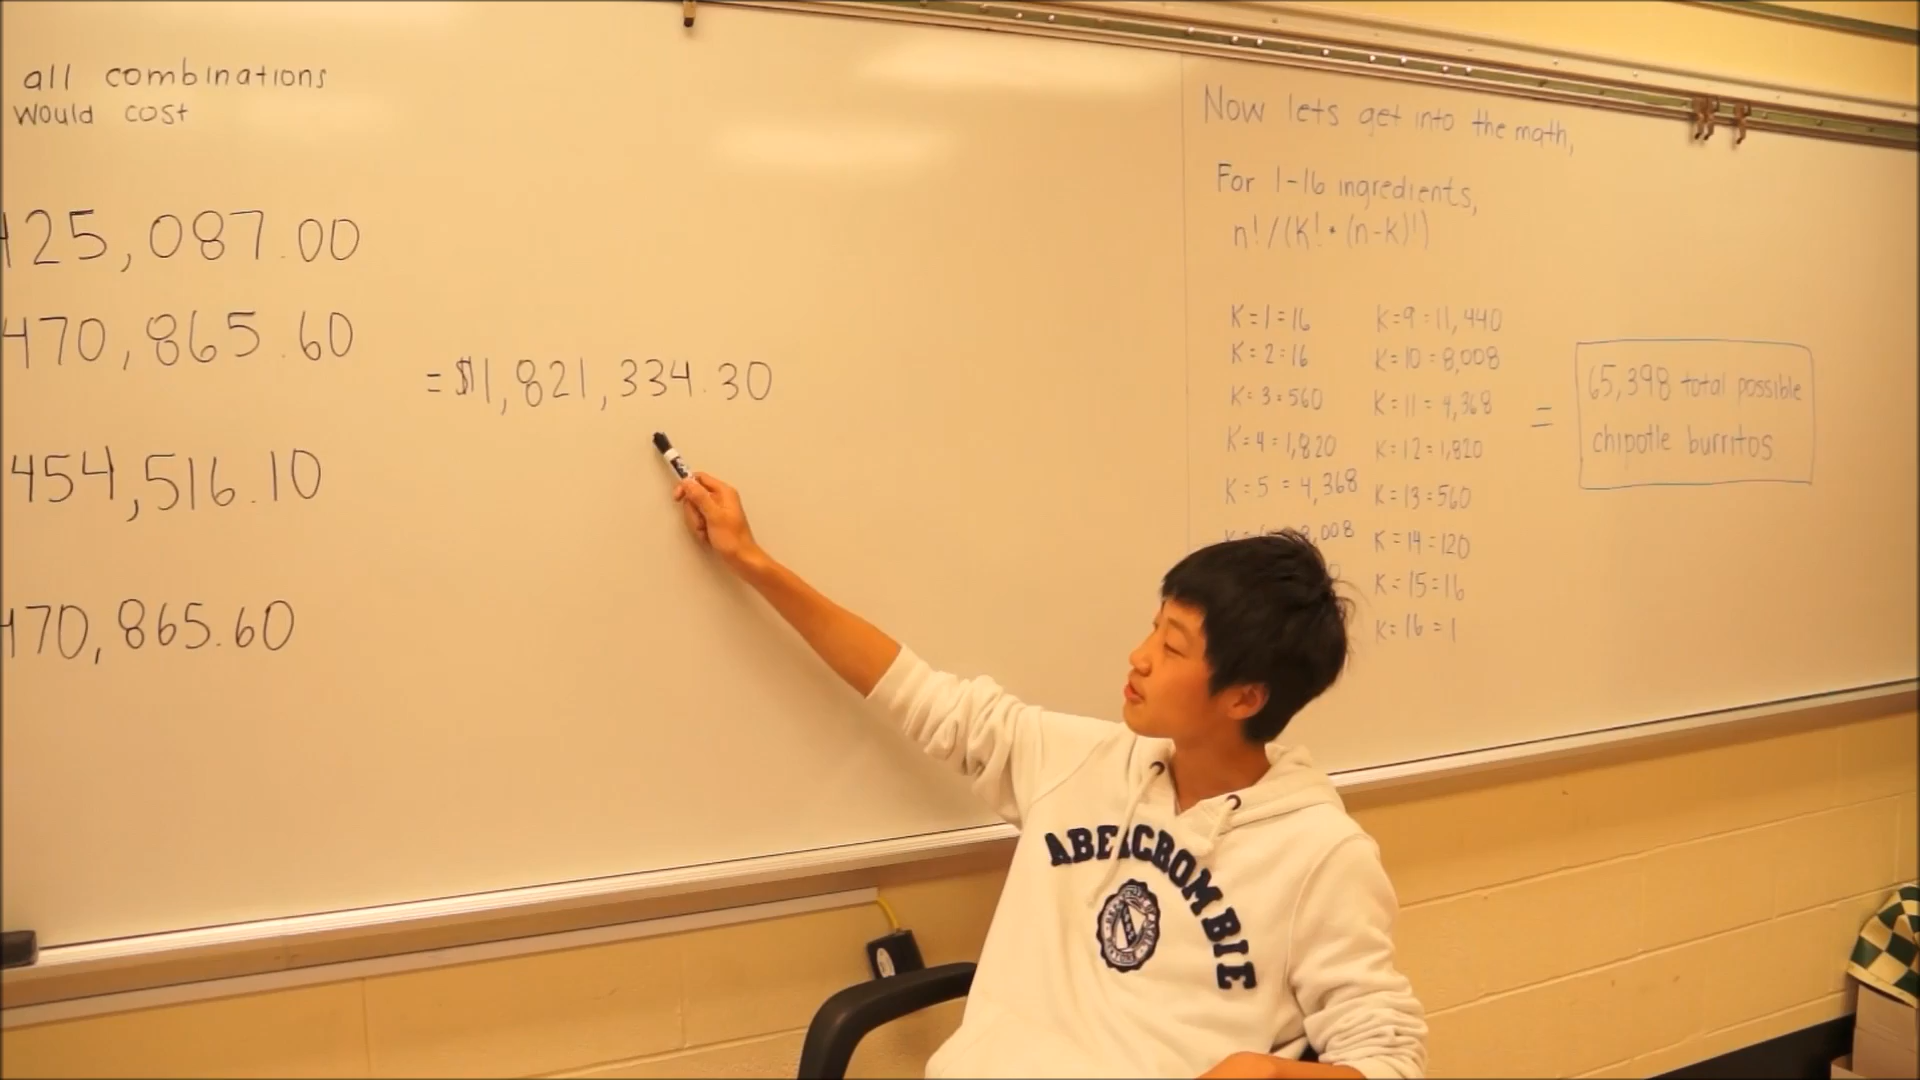 all combinations
would cost
425,087.00
470,865.60
454,516.10
470,865.60
= $1,821,334.30
Now lets get into the math,
For 1-16 ingredients,
n!/(K!·(n-k)!)
K=1=16
K=2=16
K=3=560
K=4=1,820
K=5=4,368
8,008
K=9=11,440
K=10=8,008
K=11=4,368
K=12=1,820
K=13=560
K=14=120
K=15=16
K=16=1
=
65,398 total possible
chipotle burritos
ABERCROMBIE